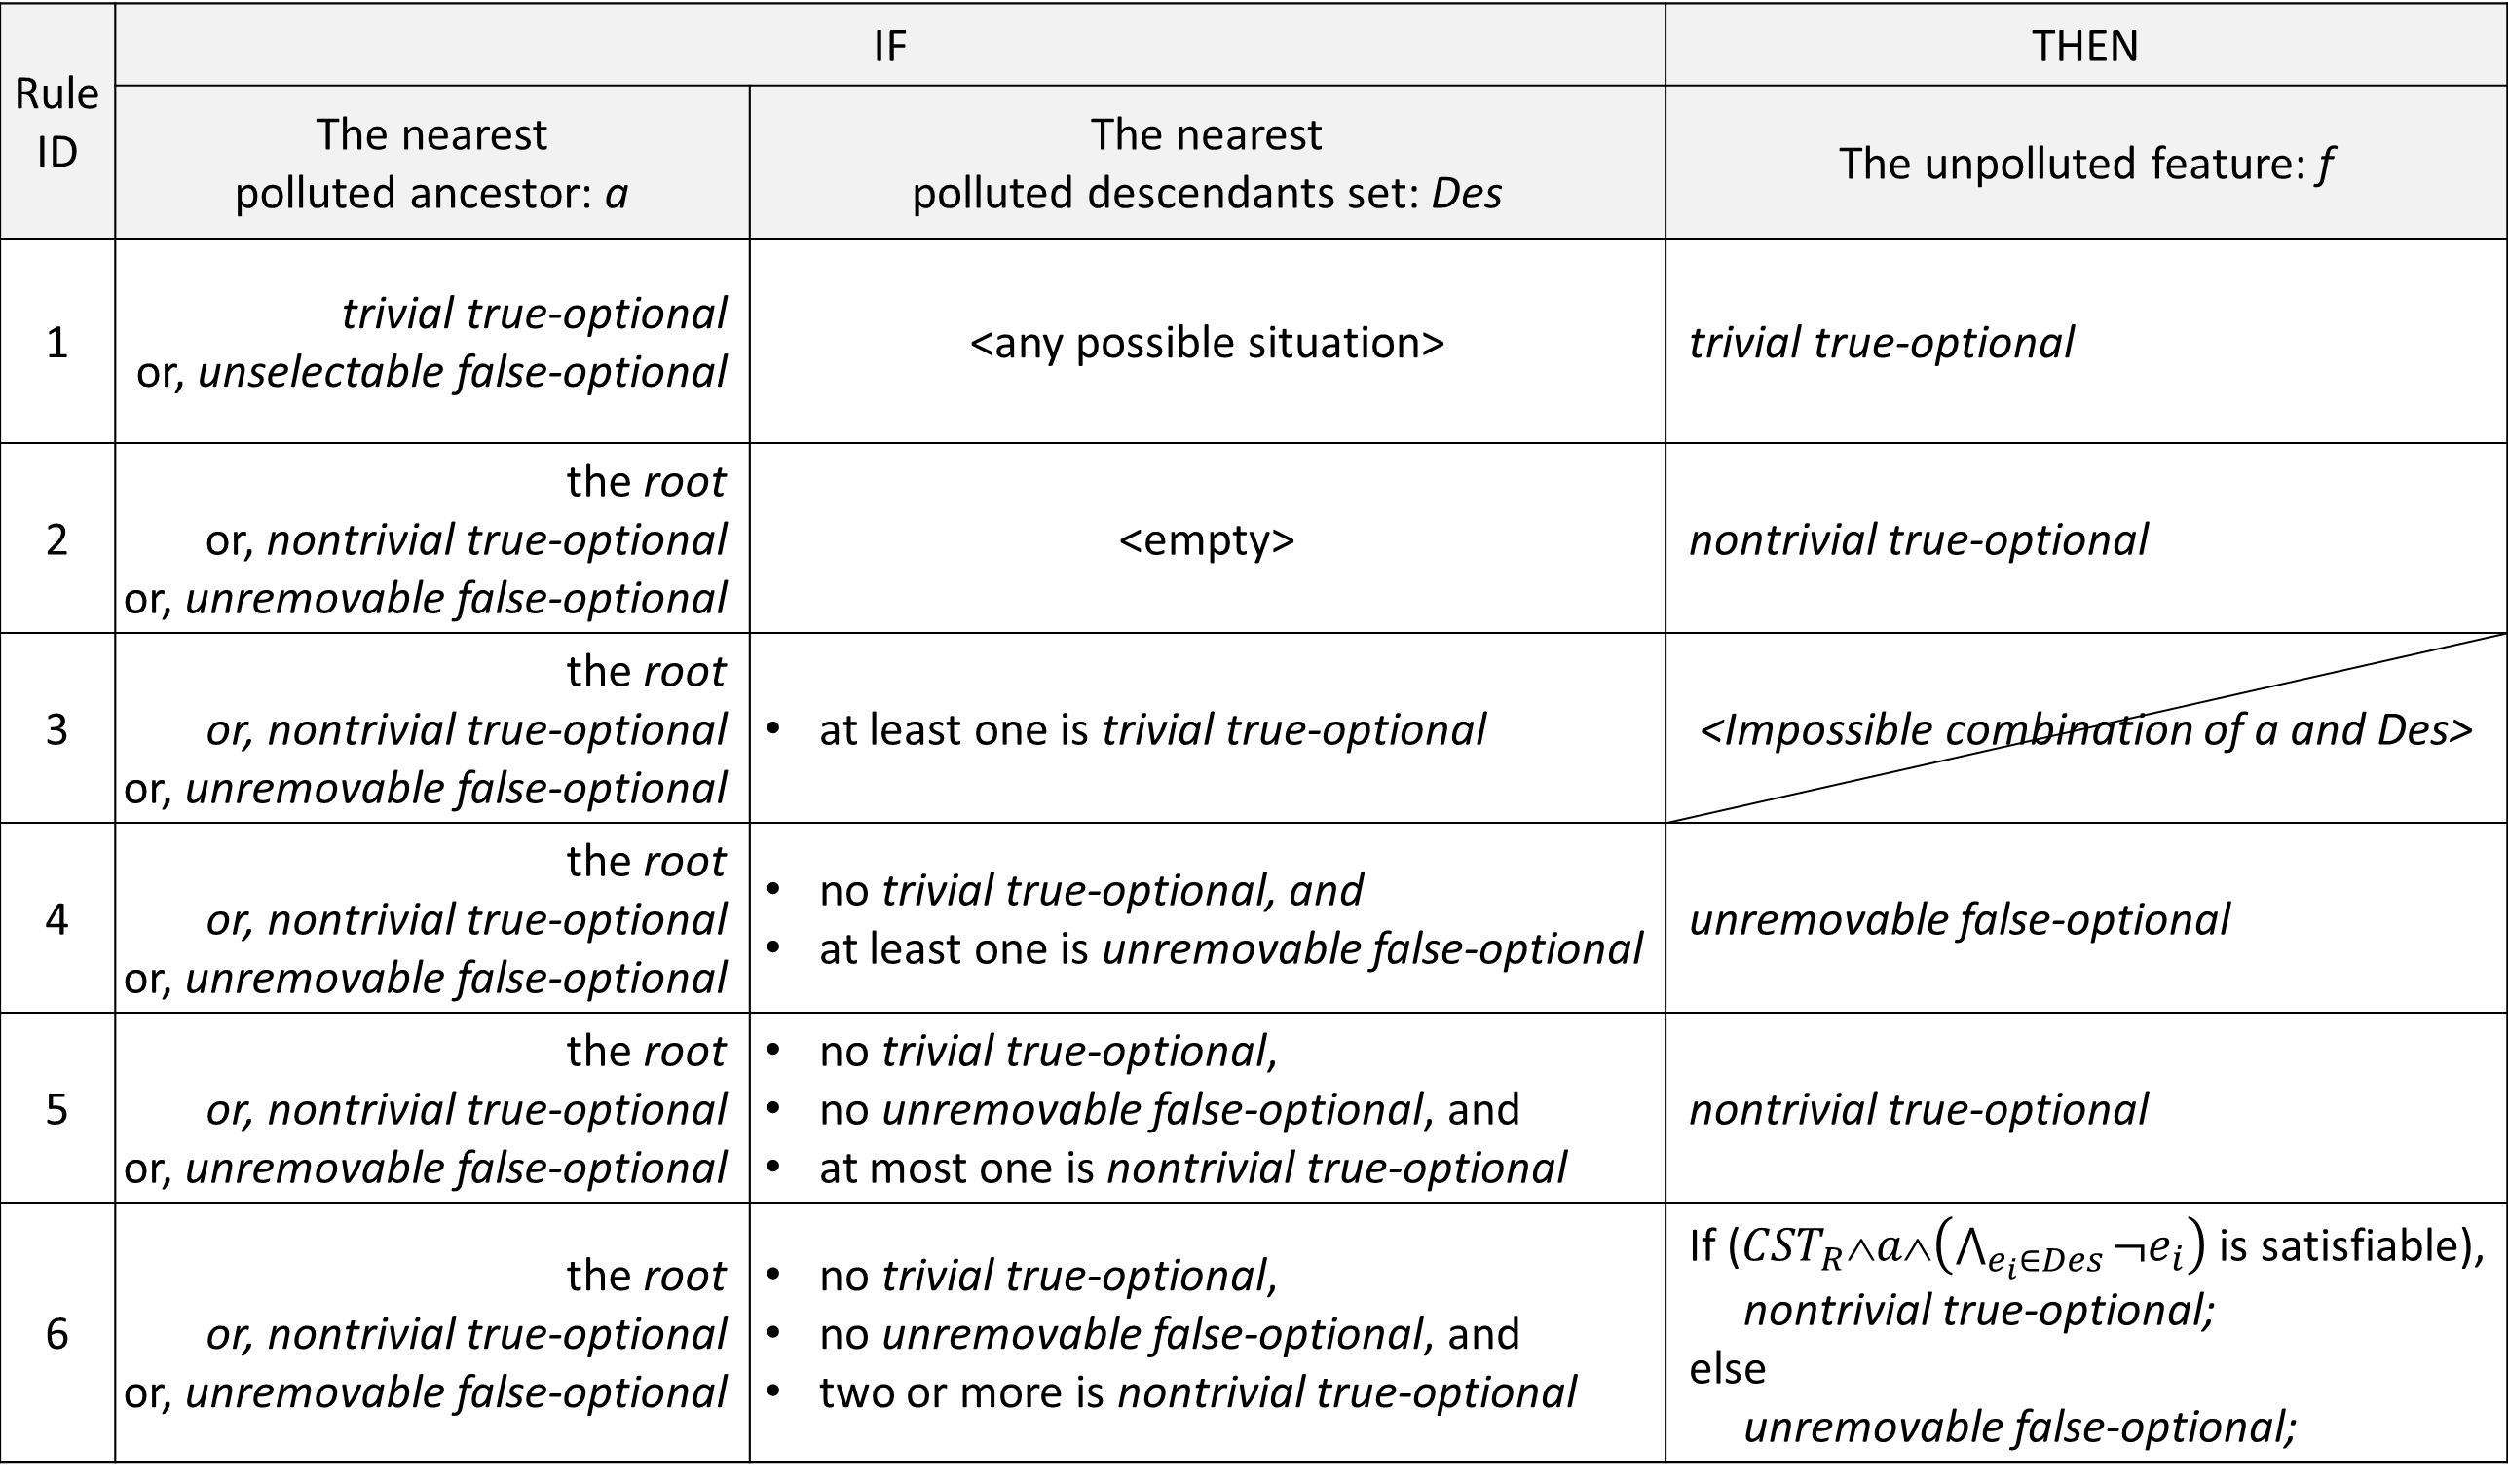 Rule
ID
IF
THEN
The nearest
polluted ancestor: a
The nearest
polluted descendants set: Des
The unpolluted feature: f
1
trivial true-optional
or, unselectable false-optional
<any possible situation>
trivial true-optional
2
the root
or, nontrivial true-optional
or, unremovable false-optional
<empty>
nontrivial true-optional
3
the root
or, nontrivial true-optional
or, unremovable false-optional
• at least one is trivial true-optional
<Impossible combination of a and Des>
4
the root
or, nontrivial true-optional
or, unremovable false-optional
• no trivial true-optional, and
• at least one is unremovable false-optional
unremovable false-optional
5
the root
or, nontrivial true-optional
or, unremovable false-optional
• no trivial true-optional,
• no unremovable false-optional, and
• at most one is nontrivial true-optional
nontrivial true-optional
6
the root
or, nontrivial true-optional
or, unremovable false-optional
• no trivial true-optional,
• no unremovable false-optional, and
• two or more is nontrivial true-optional
If (CST_R∧a∧(⋀_{e_i∈Des} ¬e_i) is satisfiable),
nontrivial true-optional;
else
unremovable false-optional;